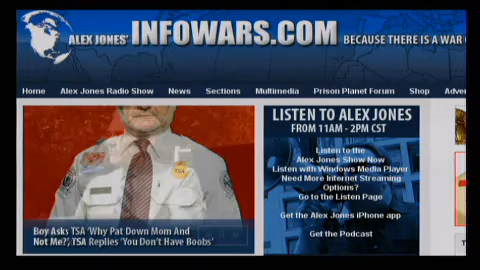 ALEX JONES' INFOWARS.COM BECAUSE THERE IS A WAR
Home Alex Jones Radio Show News Sections Multimedia Prison Planet Forum Shop
LISTEN TO ALEX JONES
FROM 11AM - 2PM CST
Listen to the
Alex Jones Show Now
Listen with Windows Media Player
Need More Internet Streaming
Options?
Go to the Listen Page
Get the Alex Jones iPhone app
Get the Podcast
TSA
Boy Asks TSA 'Why Pat Down Mom And
Not Me?', TSA Replies 'You Don't Have Boobs'